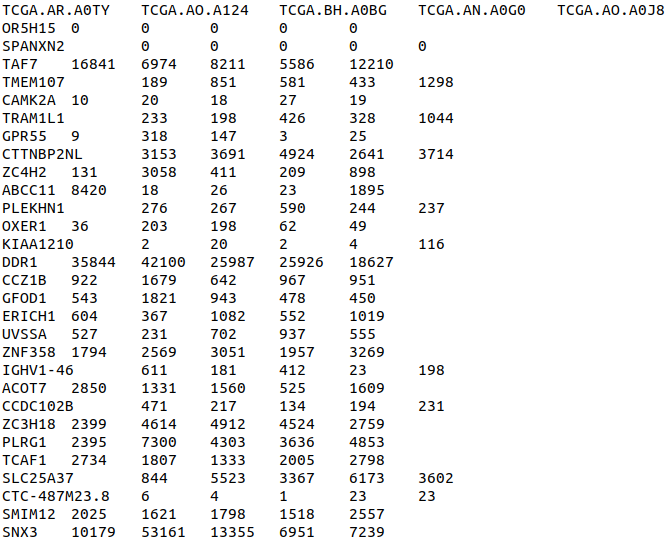 TCGA.AR.A0TY TCGA.AO.A124 TCGA.BH.A0BG TCGA.AN.A0G0 TCGA.AO.A0J8
OR5H15 0 0 0 0 0
SPANXN2 0 0 0 0 0
TAF7 16841 6974 8211 5586 12210
TMEM107 189 851 581 433 1298
CAMK2A 10 20 18 27 19
TRAM1L1 233 198 426 328 1044
GPR55 9 318 147 3 25
CTTNBP2NL 3153 3691 4924 2641 3714
ZC4H2 131 3058 411 209 898
ABCC11 8420 18 26 23 1895
PLEKHN1 276 267 590 244 237
OXER1 36 203 198 62 49
KIAA1210 2 20 2 4 116
DDR1 35844 42100 25987 25926 18627
CCZ1B 922 1679 642 967 951
GFOD1 543 1821 943 478 450
ERICH1 604 367 1082 552 1019
UVSSA 527 231 702 937 555
ZNF358 1794 2569 3051 1957 3269
IGHV1-46 611 181 412 23 198
ACOT7 2850 1331 1560 525 1609
CCDC102B 471 217 134 194 231
ZC3H18 2399 4614 4912 4524 2759
PLRG1 2395 7300 4303 3636 4853
TCAF1 2734 1807 1333 2005 2798
SLC25A37 844 5523 3367 6173 3602
CTC-487M23.8 6 4 1 23 23
SMIM12 2025 1621 1798 1518 2557
SNX3 10179 53161 13355 6951 7239